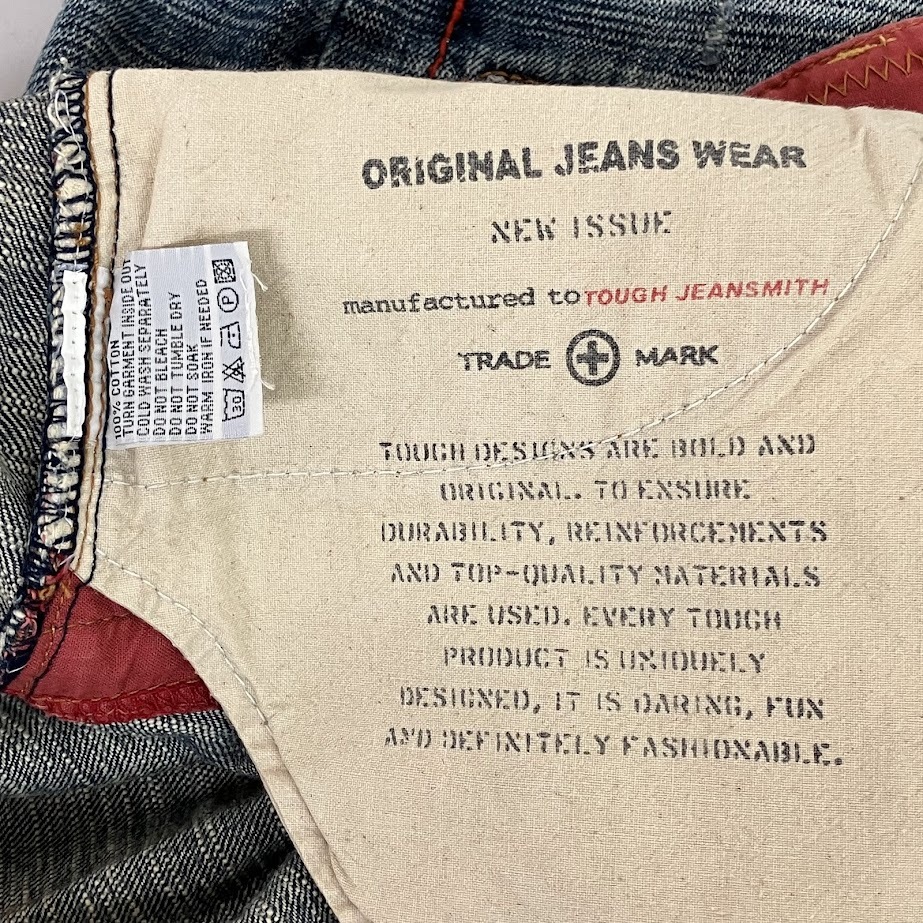 ORIGINAL JEANS WEAR
NEW ISSUE
manufactured to TOUGH JEANSMITH
TRADE MARK
TOUGH DESIGNS ARE BOLD AND
ORIGINAL. TO ENSURE
DURABILITY, REINFORCEMENTS
AND TOP-QUALITY MATERIALS
ARE USED. EVERY TOUGH
PRODUCT IS UNIQUELY
DESIGNED, IT IS DARING, FUN
AND DEFINITELY FASHIONABLE.
100% COTTON
TURN GARMENT INSIDE OUT
COLD WASH SEPARATELY
DO NOT BLEACH
DO NOT TUMBLE DRY
DO NOT SOAK
WARM IRON IF NEEDED
30 P